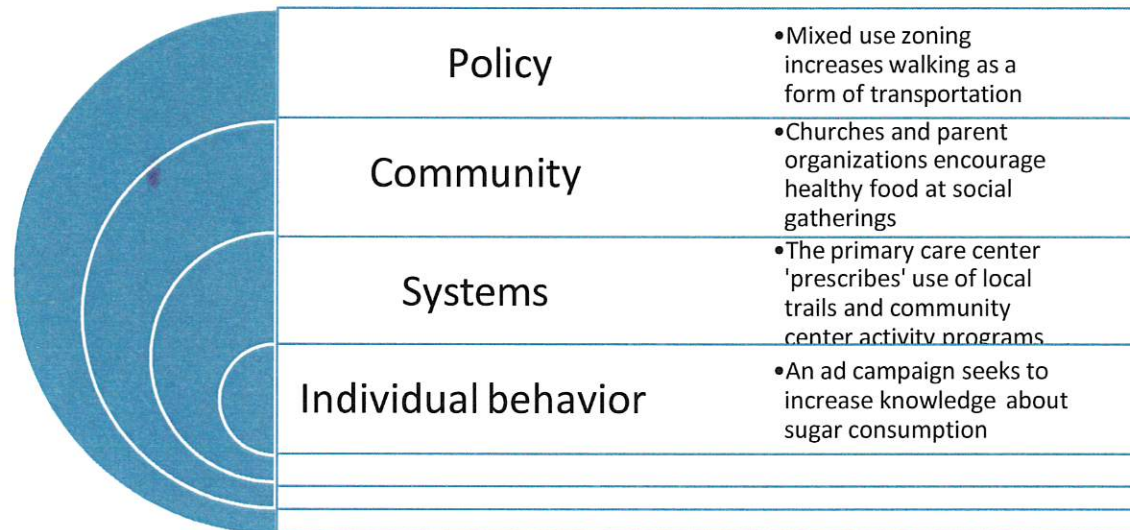 Policy
•Mixed use zoning
increases walking as a
form of transportation
Community
•Churches and parent
organizations encourage
healthy food at social
gatherings
Systems
•The primary care center
'prescribes' use of local
trails and community
center activity programs
Individual behavior
•An ad campaign seeks to
increase knowledge about
sugar consumption